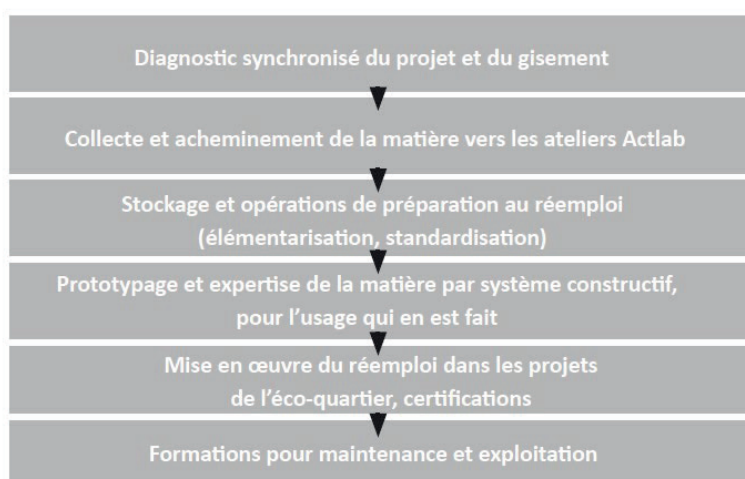 Diagnostic synchronisé du projet et du gisement
Collecte et acheminement de la matière vers les ateliers Actlab
Stockage et opérations de préparation au réemploi
(élémentarisation, standardisation)
Prototypage et expertise de la matière par système constructif,
pour l'usage qui en est fait
Mise en œuvre du réemploi dans les projets
de l'éco-quartier, certifications
Formations pour maintenance et exploitation